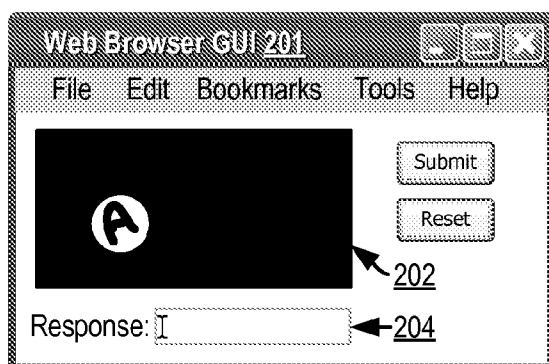 Web Browser GUI 201
File Edit Bookmarks Tools Help
Submit
A
Reset
202
Response:
204